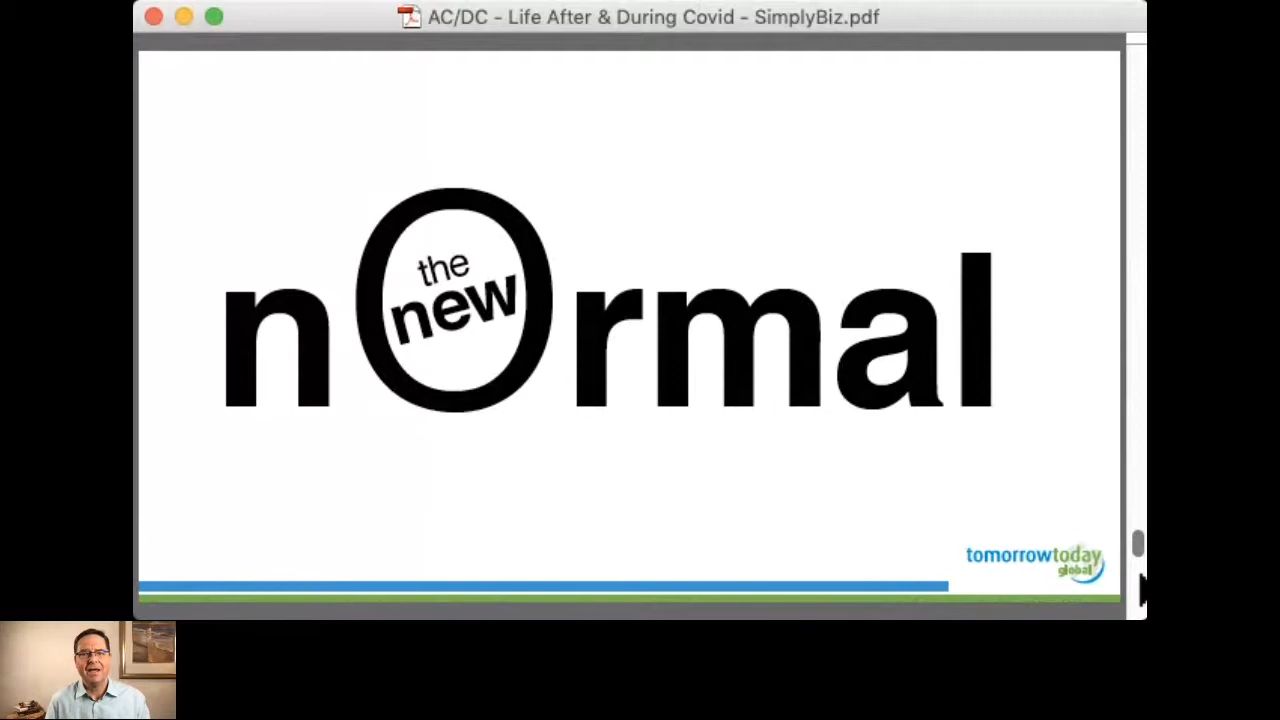 AC/DC - Life After & During Covid - SimplyBiz.pdf
the
new
nOrmal
tomorrowtoday
global